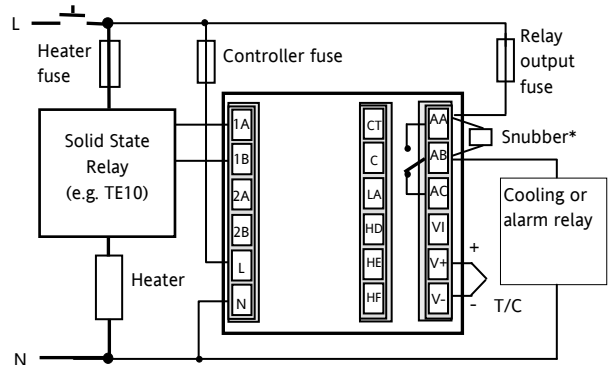 L
Heater
fuse
Controller fuse
Relay
output
fuse
Solid State
Relay
(e.g. TE10)
1A
1B
2A
2B
L
N
CT
C
LA
HD
HE
HF
AA
AB
AC
VI
V+
V-
Snubber*
Cooling or
alarm relay
+
-
T/C
Heater
N